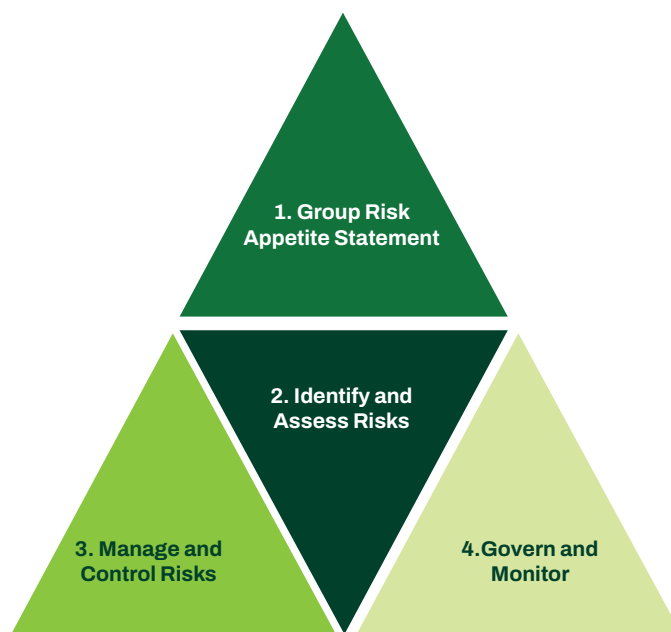 1. Group Risk
Appetite Statement
2. Identify and
Assess Risks
3. Manage and
Control Risks
4.Govern and
Monitor